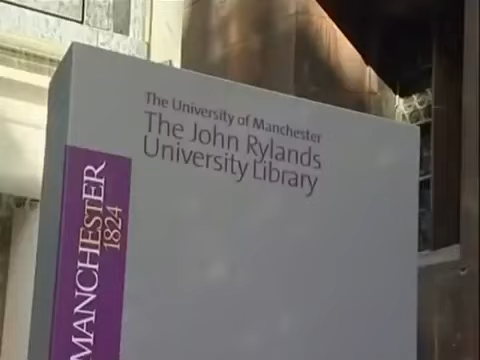 The University of Manchester
The John Rylands
University Library
MANCHESTER
1824